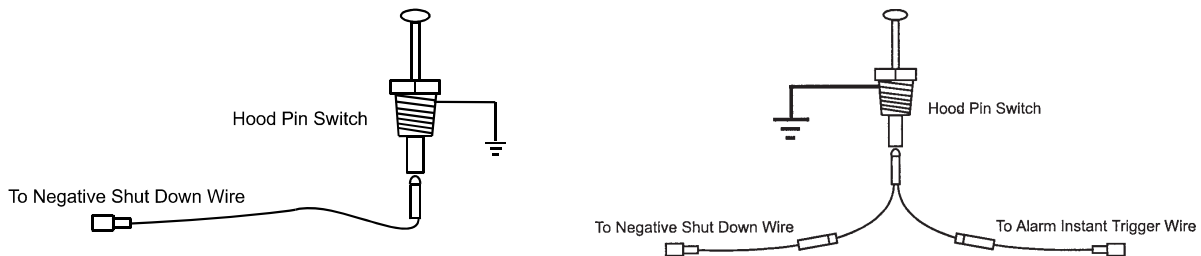 Hood Pin Switch
To Negative Shut Down Wire
Hood Pin Switch
To Negative Shut Down Wire
To Alarm Instant Trigger Wire